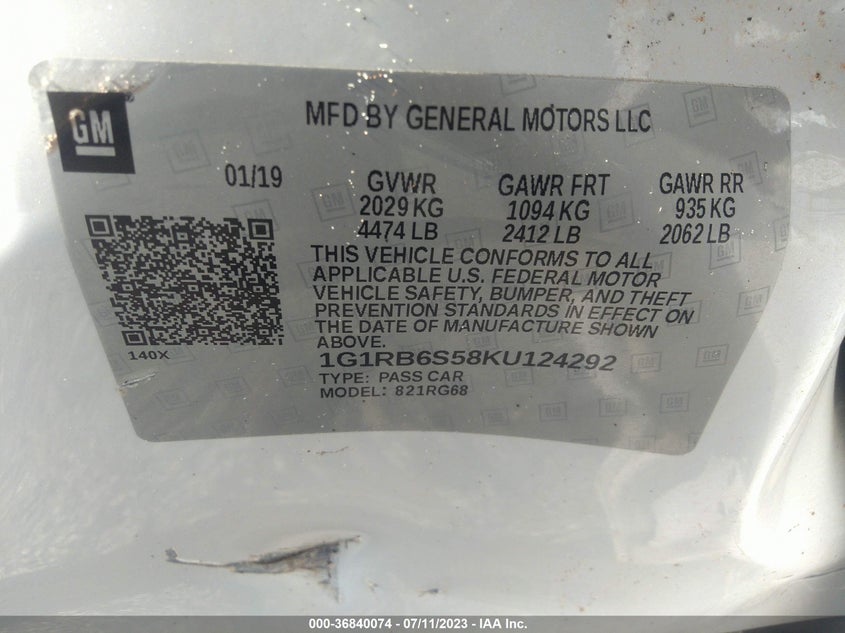 GM
MFD BY GENERAL MOTORS LLC
01/19
GVWR
2029 KG
4474 LB
GAWR FRT
1094 KG
2412 LB
GAWR RR
935 KG
2062 LB
THIS VEHICLE CONFORMS TO ALL
APPLICABLE U.S. FEDERAL MOTOR
VEHICLE SAFETY, BUMPER, AND THEFT
PREVENTION STANDARDS IN EFFECT ON
THE DATE OF MANUFACTURE SHOWN
ABOVE.
140X
1G1RB6S58KU124292
TYPE: PASS CAR
MODEL: 821RG68
000-36840074 - 07/11/2023 - IAA Inc.